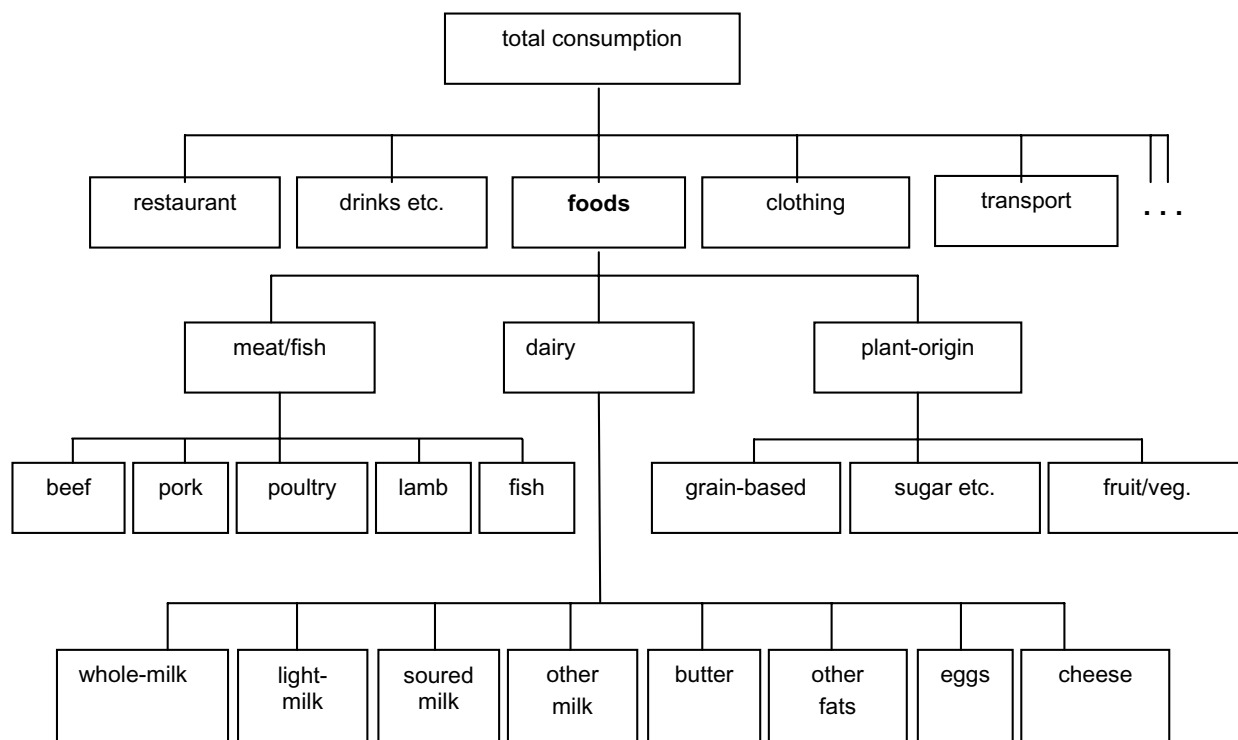 total consumption
restaurant
drinks etc.
foods
clothing
transport
. . .
meat/fish
dairy
plant-origin
beef
pork
poultry
lamb
fish
grain-based
sugar etc.
fruit/veg.
whole-milk
light-
milk
soured
milk
other
milk
butter
other
fats
eggs
cheese